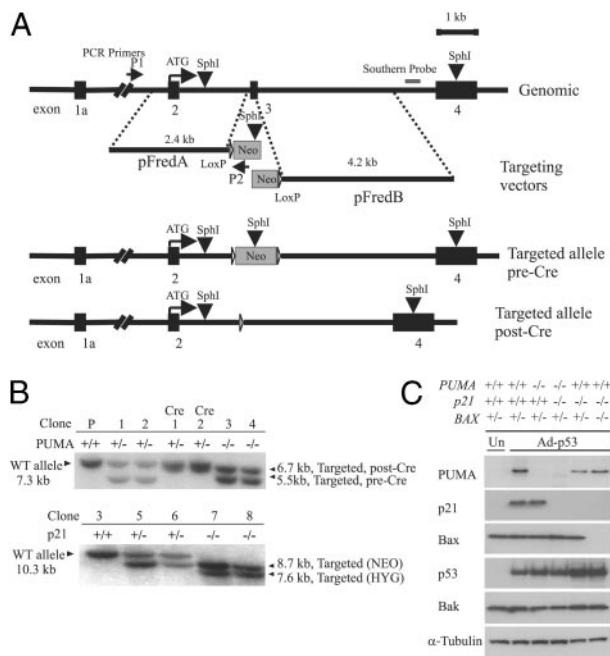 A
1 kb
PCR Primers
P1
ATG
SphI
Southern Probe
SphI
Genomic
exon
1a
2
3
4
SphI
2.4 kb
Neo
pFredA
LoxP
P2
4.2 kb
Neo
LoxP
pFredB
Targeting
vectors
ATG
SphI
SphI
SphI
Neo
Targeted allele
pre-Cre
exon
1a
2
4
ATG
SphI
SphI
Targeted allele
post-Cre
exon
1a
2
4
B
Cre Cre
Clone P 1 2 1 2 3 4
PUMA +/+ +/- +/- +/- +/- -/- -/-
WT allele
7.3 kb
6.7 kb, Targeted, post-Cre
5.5kb, Targeted, pre-Cre
Clone 3 5 6 7 8
p21 +/+ +/- +/- -/- -/-
WT allele
10.3 kb
8.7 kb, Targeted (NEO)
7.6 kb, Targeted (HYG)
C
PUMA +/+ +/+ -/- -/- +/+ +/+
p21 +/+ +/+ +/+ -/- -/- -/-
BAX +/- +/- +/- +/- +/- -/-
Un Ad-p53
PUMA
p21
Bax
p53
Bak
α-Tubulin